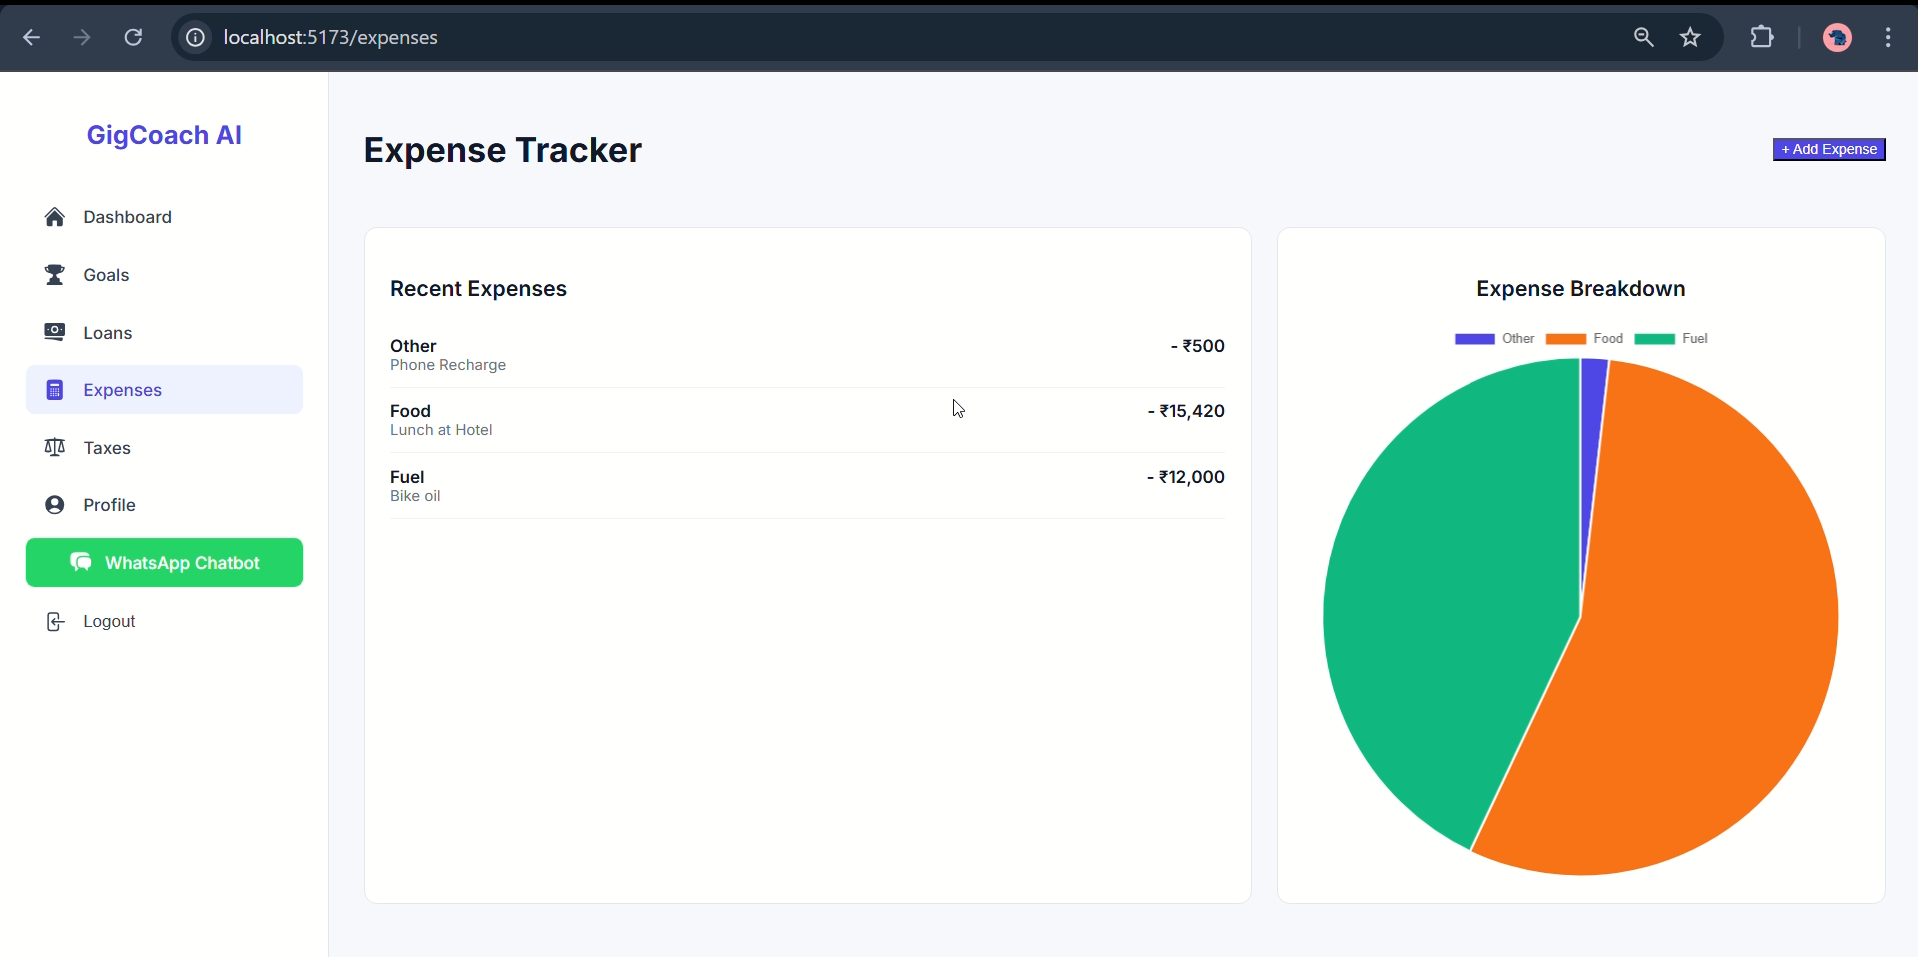 localhost:5173/expenses
GigCoach AI
Dashboard
Goals
Loans
Expenses
Taxes
Profile
WhatsApp Chatbot
Logout
Expense Tracker
+ Add Expense
Recent Expenses
Other - ₹500
Phone Recharge
Food - ₹15,420
Lunch at Hotel
Fuel - ₹12,000
Bike oil
Expense Breakdown
Other Food Fuel